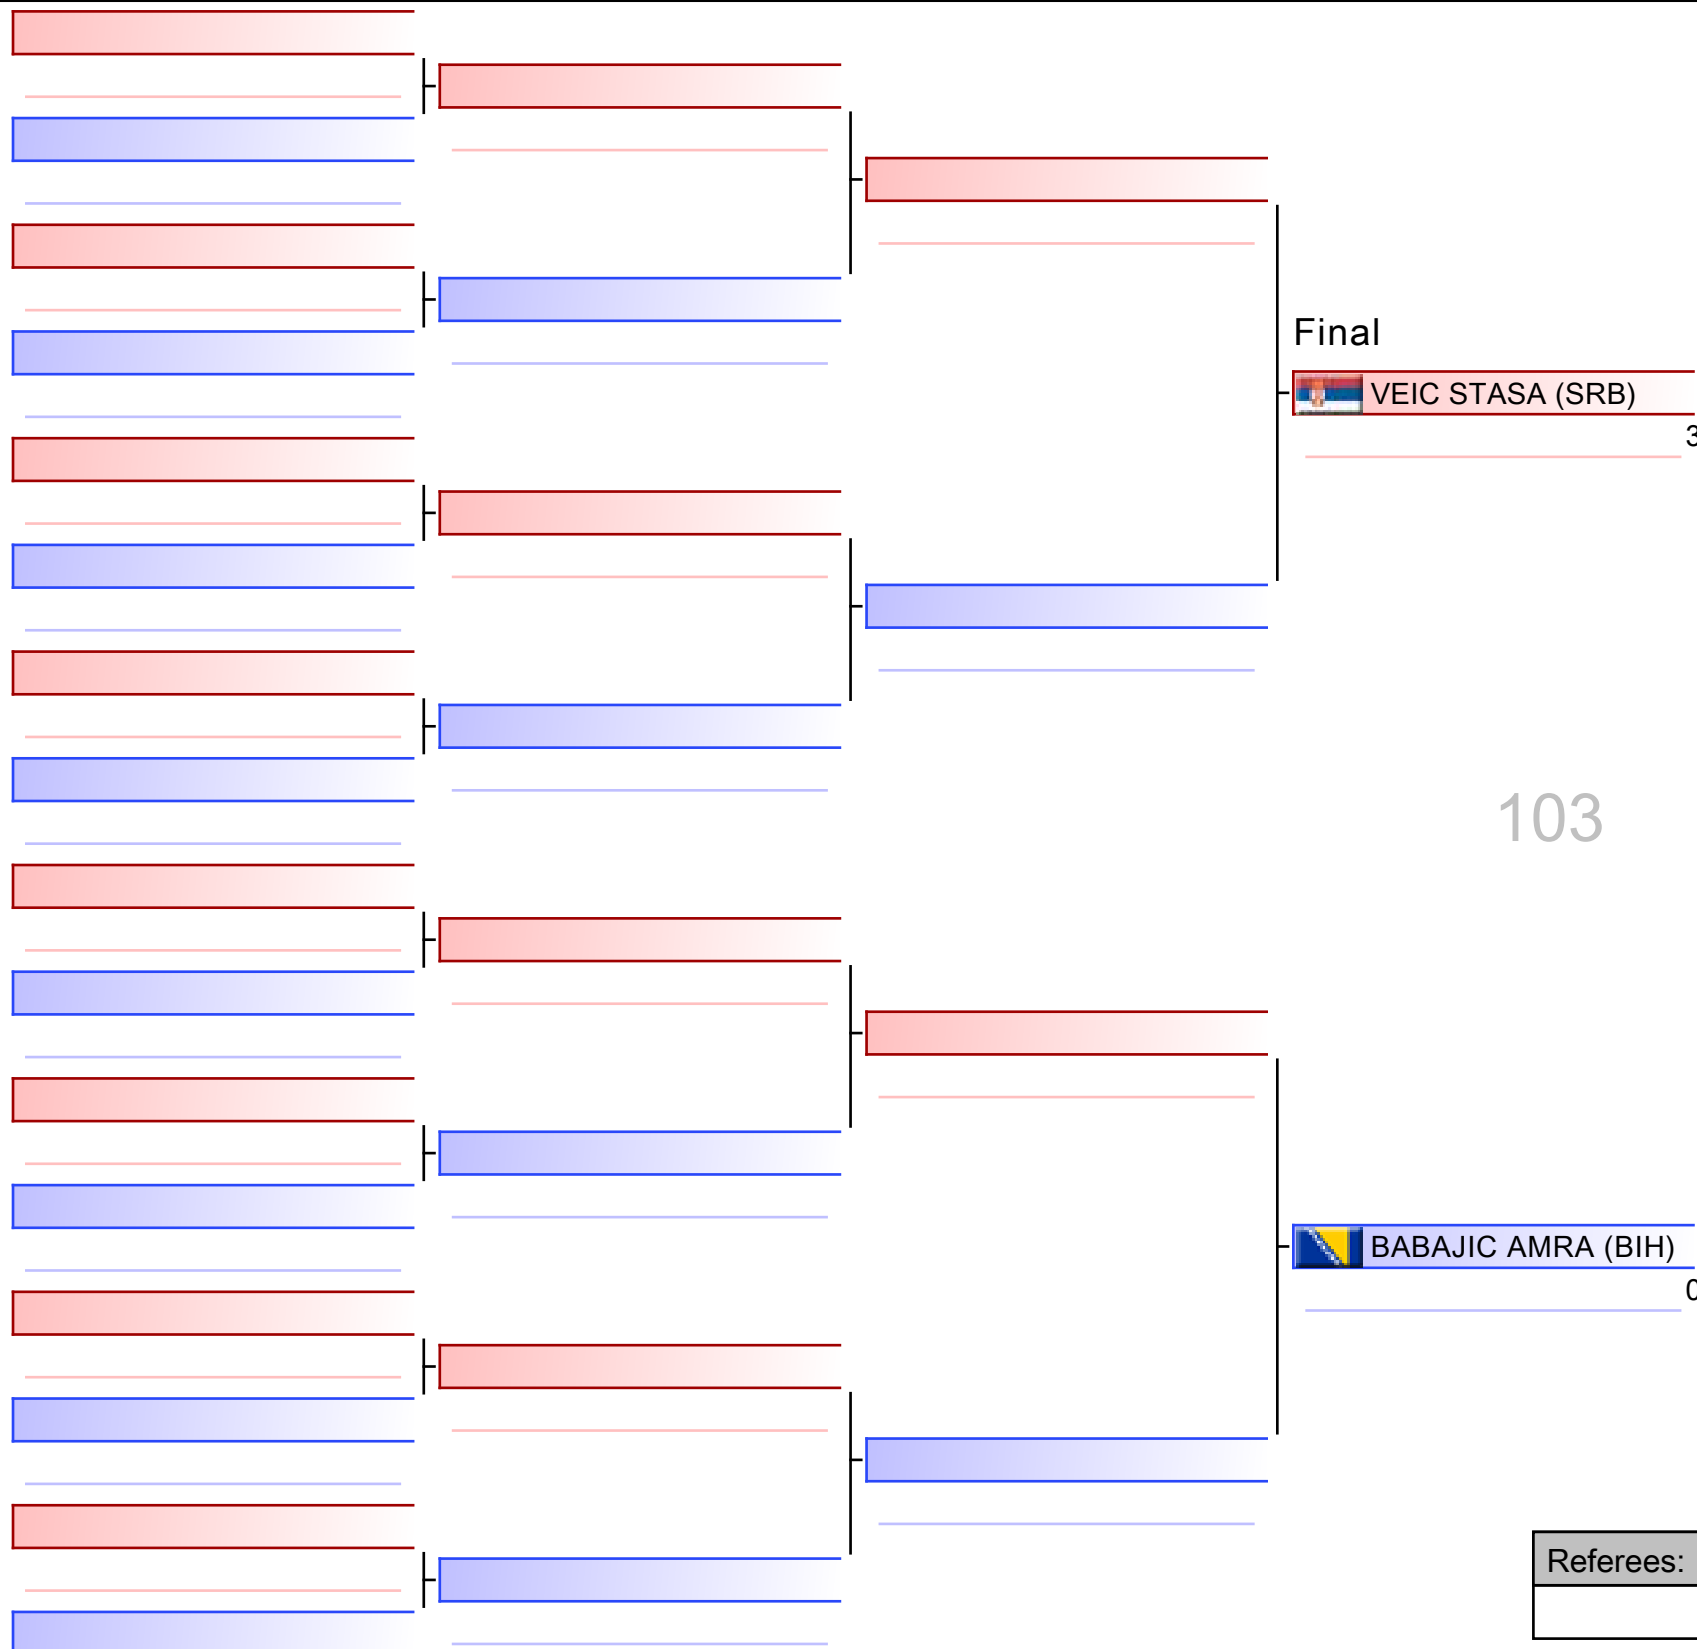 Final
VEIC STASA (SRB)
3
103
BABAJIC AMRA (BIH)
0
Referees: